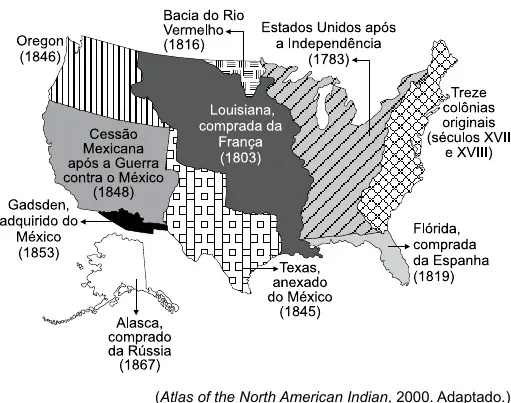 Bacia do Rio
Vermelho
(1816)
Estados Unidos após
a Independência
(1783)
Oregon
(1846)
Treze
colônias
originais
(séculos XVII
e XVIII)
Louisiana,
comprada da
França
(1803)
Cessão
Mexicana
após a Guerra
contra o México
(1848)
Gadsden,
adquirido do
México
(1853)
Flórida,
comprada
da Espanha
(1819)
Texas,
anexado
do México
(1845)
Alasca,
comprado
da Rússia
(1867)
(Atlas of the North American Indian, 2000. Adaptado.)